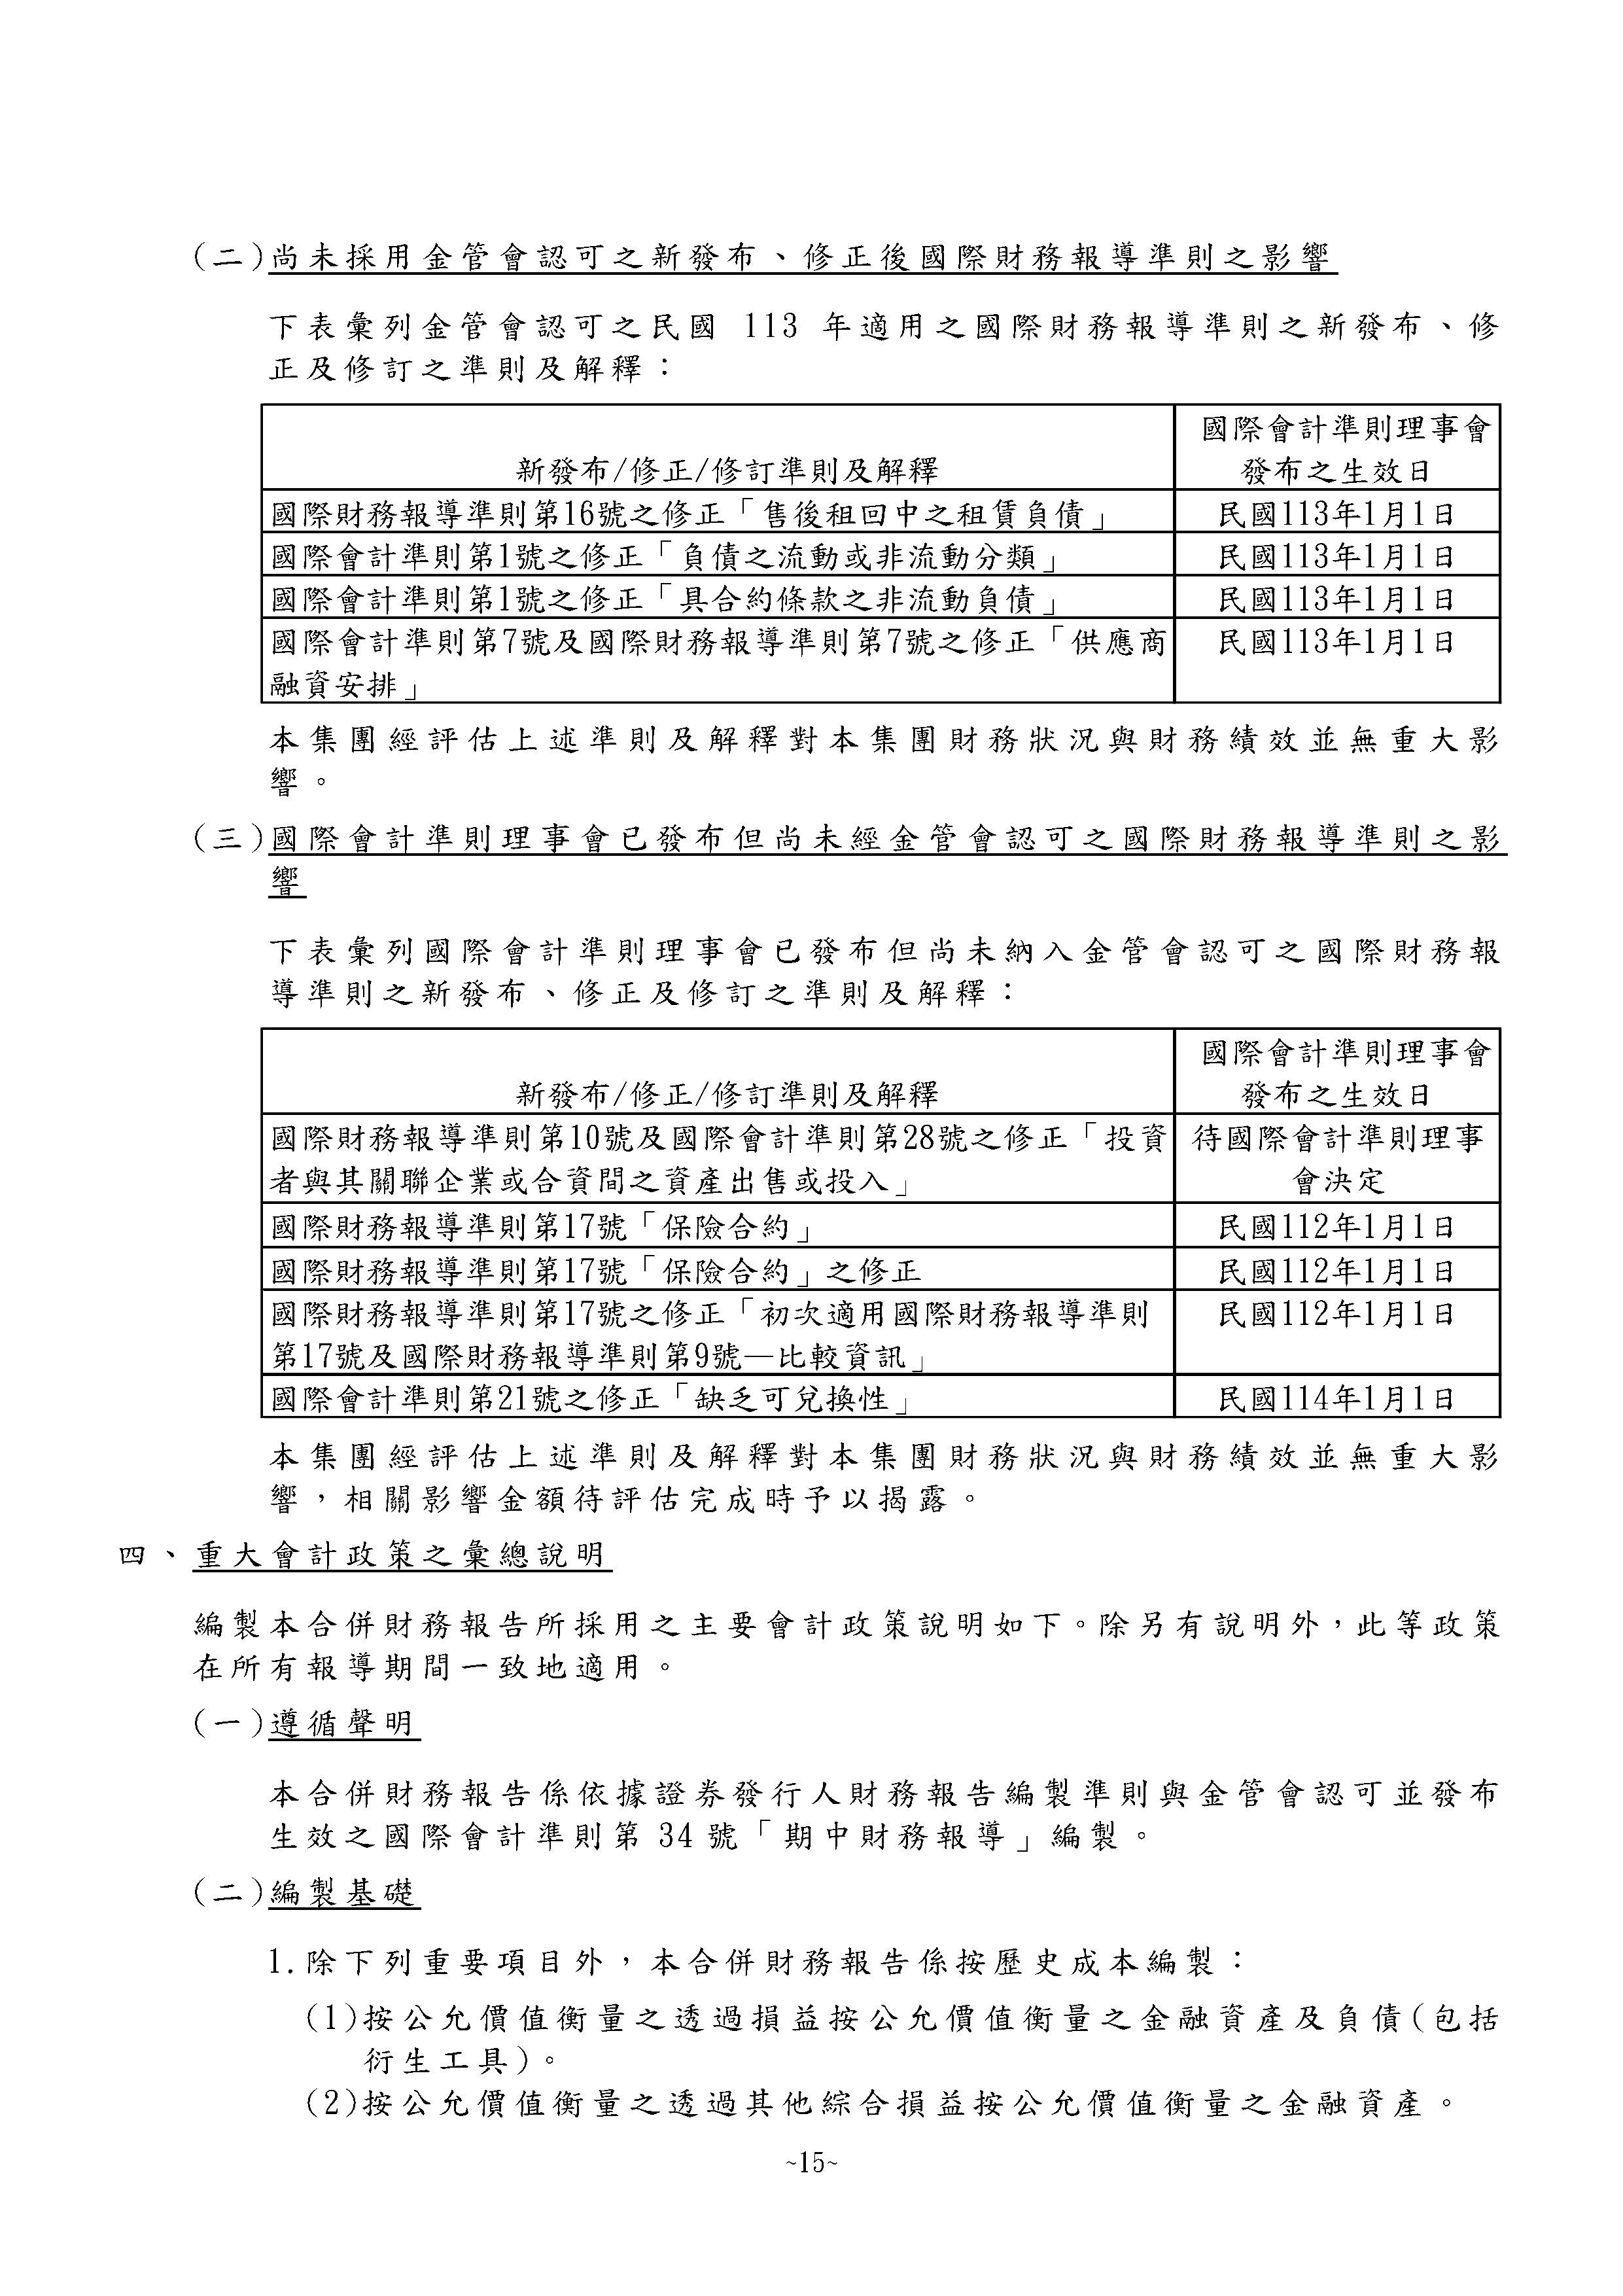 (二)尚未採用金管會認可之新發布、修正後國際財務報導準則之影響
下表彙列金管會認可之民國 113 年適用之國際財務報導準則之新發布、修
正及修訂之準則及解釋：
國際會計準則理事會
新發布/修正/修訂準則及解釋 發布之生效日
國際財務報導準則第16號之修正「售後租回中之租賃負債」 民國113年1月1日
國際會計準則第1號之修正「負債之流動或非流動分類」 民國113年1月1日
國際會計準則第1號之修正「具合約條款之非流動負債」 民國113年1月1日
國際會計準則第7號及國際財務報導準則第7號之修正「供應商 民國113年1月1日
融資安排」
本集團經評估上述準則及解釋對本集團財務狀況與財務績效並無重大影
響。
(三)國際會計準則理事會已發布但尚未經金管會認可之國際財務報導準則之影
響
下表彙列國際會計準則理事會已發布但尚未納入金管會認可之國際財務報
導準則之新發布、修正及修訂之準則及解釋：
國際會計準則理事會
新發布/修正/修訂準則及解釋 發布之生效日
國際財務報導準則第10號及國際會計準則第28號之修正「投資 待國際會計準則理事
者與其關聯企業或合資間之資產出售或投入」 會決定
國際財務報導準則第17號「保險合約」 民國112年1月1日
國際財務報導準則第17號「保險合約」之修正 民國112年1月1日
國際財務報導準則第17號之修正「初次適用國際財務報導準則 民國112年1月1日
第17號及國際財務報導準則第9號—比較資訊」
國際會計準則第21號之修正「缺乏可兌換性」 民國114年1月1日
本集團經評估上述準則及解釋對本集團財務狀況與財務績效並無重大影
響，相關影響金額待評估完成時予以揭露。
四、重大會計政策之彙總說明
編製本合併財務報告所採用之主要會計政策說明如下。除另有說明外，此等政策
在所有報導期間一致地適用。
(一)遵循聲明
本合併財務報告係依據證券發行人財務報告編製準則與金管會認可並發布
生效之國際會計準則第 34 號「期中財務報導」編製。
(二)編製基礎
1.除下列重要項目外，本合併財務報告係按歷史成本編製：
(1)按公允價值衡量之透過損益按公允價值衡量之金融資產及負債(包括
衍生工具)。
(2)按公允價值衡量之透過其他綜合損益按公允價值衡量之金融資產。
~15~